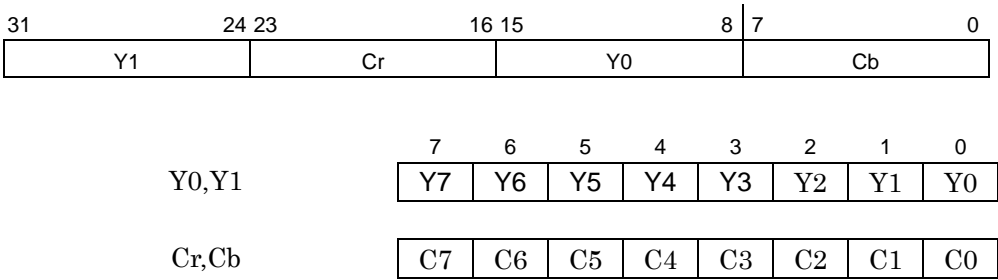 31 24 23 16 15 8 7 0
Y1 Cr Y0 Cb
7 6 5 4 3 2 1 0
Y0,Y1 Y7 Y6 Y5 Y4 Y3 Y2 Y1 Y0
Cr,Cb C7 C6 C5 C4 C3 C2 C1 C0